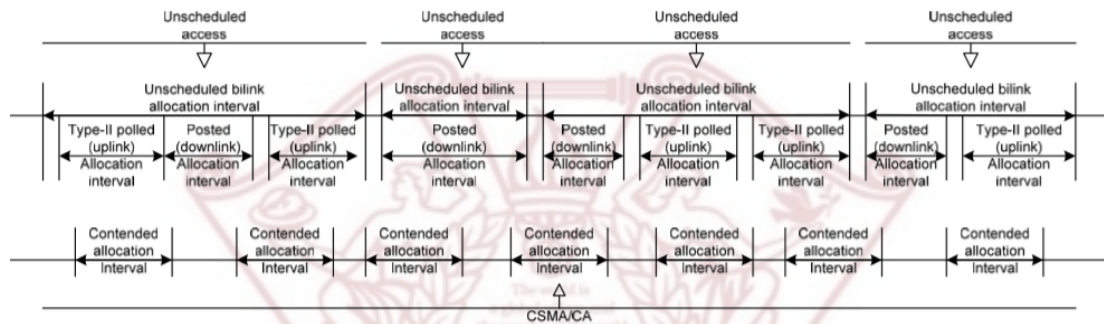 Unscheduled
access
Unscheduled
access
Unscheduled
access
Unscheduled
access
Unscheduled bilink
allocation interval
Unscheduled bilink
allocation interval
Unscheduled bilink
allocation interval
Unscheduled bilink
allocation interval
Type-II polled
(uplink)
Allocation
interval
Posted
(downlink)
Allocation
interval
Type-II polled
(uplink)
Allocation
interval
Posted
(downlink)
Allocation
interval
Posted
(downlink)
Allocation
interval
Type-II polled
(uplink)
Allocation
interval
Type-II polled
(uplink)
Allocation
interval
Posted
(downlink)
Allocation
interval
Type-II polled
(uplink)
Allocation
interval
Contended
allocation
Interval
Contended
allocation
Interval
Contended
allocation
Interval
Contended
allocation
Interval
Contended
allocation
Interval
Contended
allocation
Interval
Contended
allocation
Interval
The world is
CSMA/CA